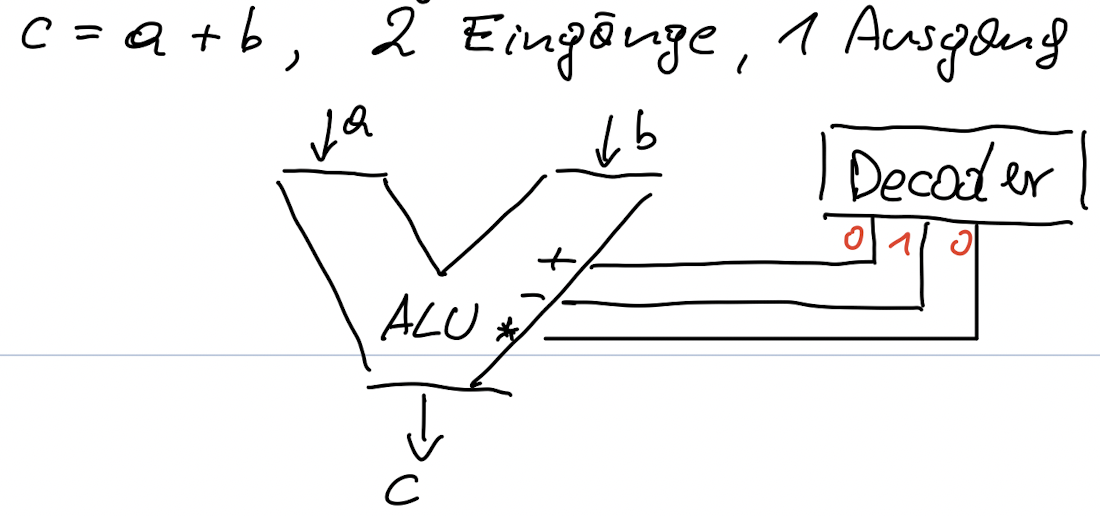 c = a + b, 2 Eingänge, 1 Ausgang
a
b
Decoder
0 1 0
+
-
ALU *
c